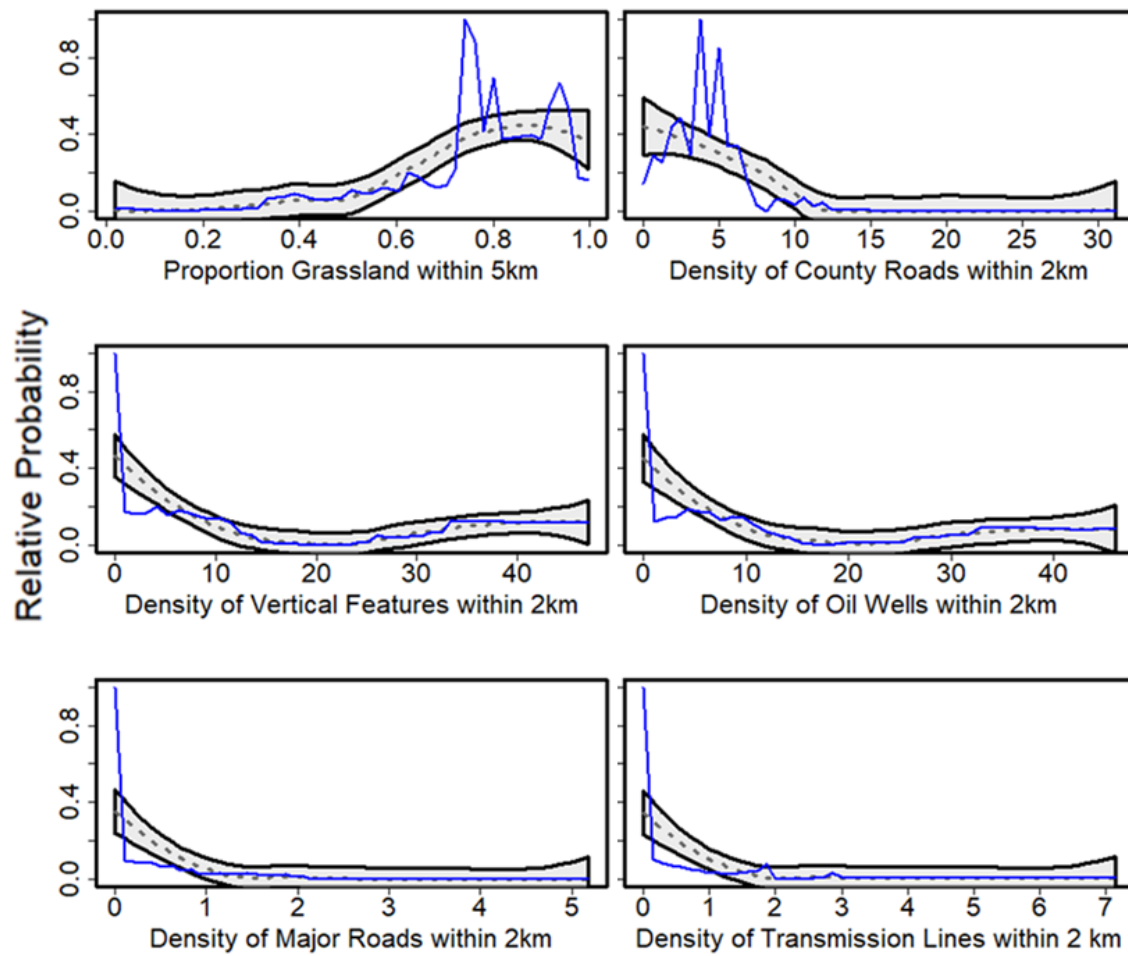 Relative Probability
0.0 0.4 0.8
0.0 0.2 0.4 0.6 0.8 1.0
Proportion Grassland within 5km
0 5 10 15 20 25 30
Density of County Roads within 2km
0.0 0.4 0.8
0 10 20 30 40
Density of Vertical Features within 2km
0 10 20 30 40
Density of Oil Wells within 2km
0.0 0.4 0.8
0 1 2 3 4 5
Density of Major Roads within 2km
0 1 2 3 4 5 6 7
Density of Transmission Lines within 2 km